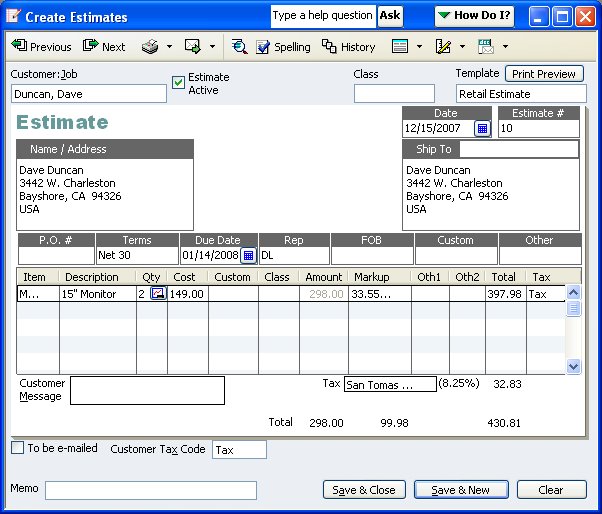 Create Estimates Type a help question Ask How Do I?
Previous Next Spelling History
Customer:Job Estimate Active Class Template Print Preview
Duncan, Dave Retail Estimate
Estimate
Date Estimate #
12/15/2007 10
Name / Address Ship To
Dave Duncan Dave Duncan
3442 W. Charleston 3442 W. Charleston
Bayshore, CA 94326 Bayshore, CA 94326
USA USA
P.O. # Terms Due Date Rep FOB Custom Other
Net 30 01/14/2008 DL
Item Description Qty Cost Custom Class Amount Markup Oth1 Oth2 Total Tax
M... 15" Monitor 2 149.00 298.00 33.55... 397.98 Tax
Customer Message Tax San Tomas ... (8.25%) 32.83
Total 298.00 99.98 430.81
To be e-mailed Customer Tax Code Tax
Memo Save & Close Save & New Clear